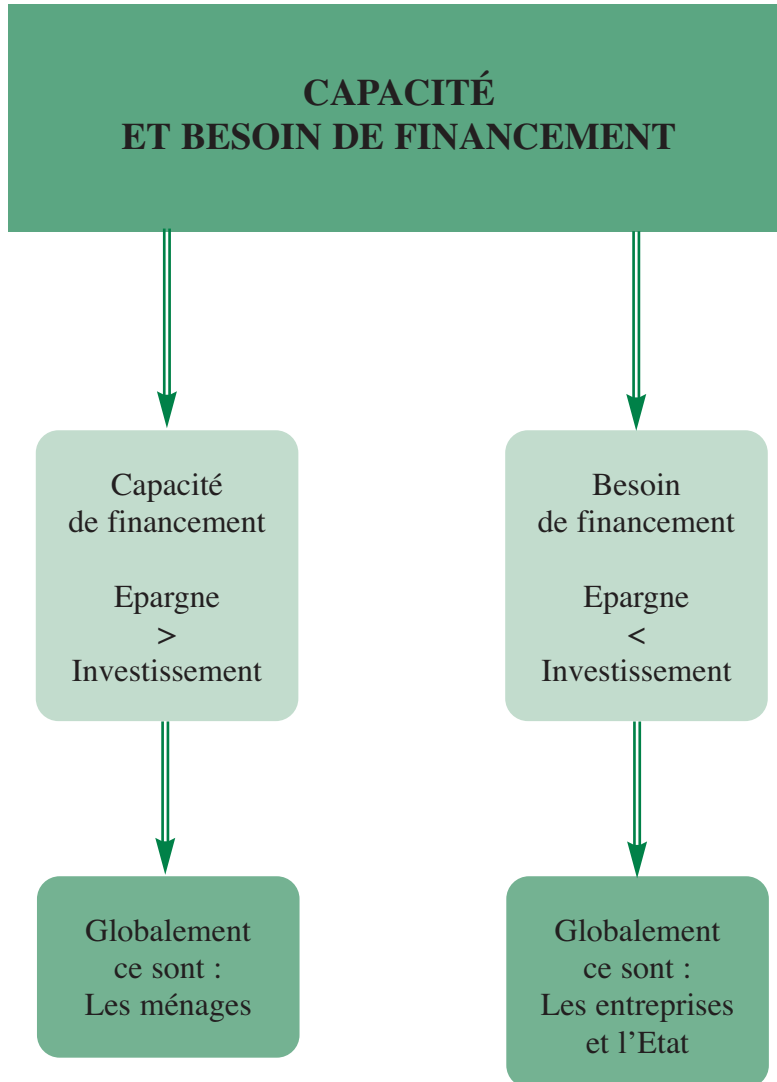 CAPACITÉ
ET BESOIN DE FINANCEMENT
Capacité
de financement
Epargne
>
Investissement
Besoin
de financement
Epargne
<
Investissement
Globalement
ce sont :
Les ménages
Globalement
ce sont :
Les entreprises
et l’Etat